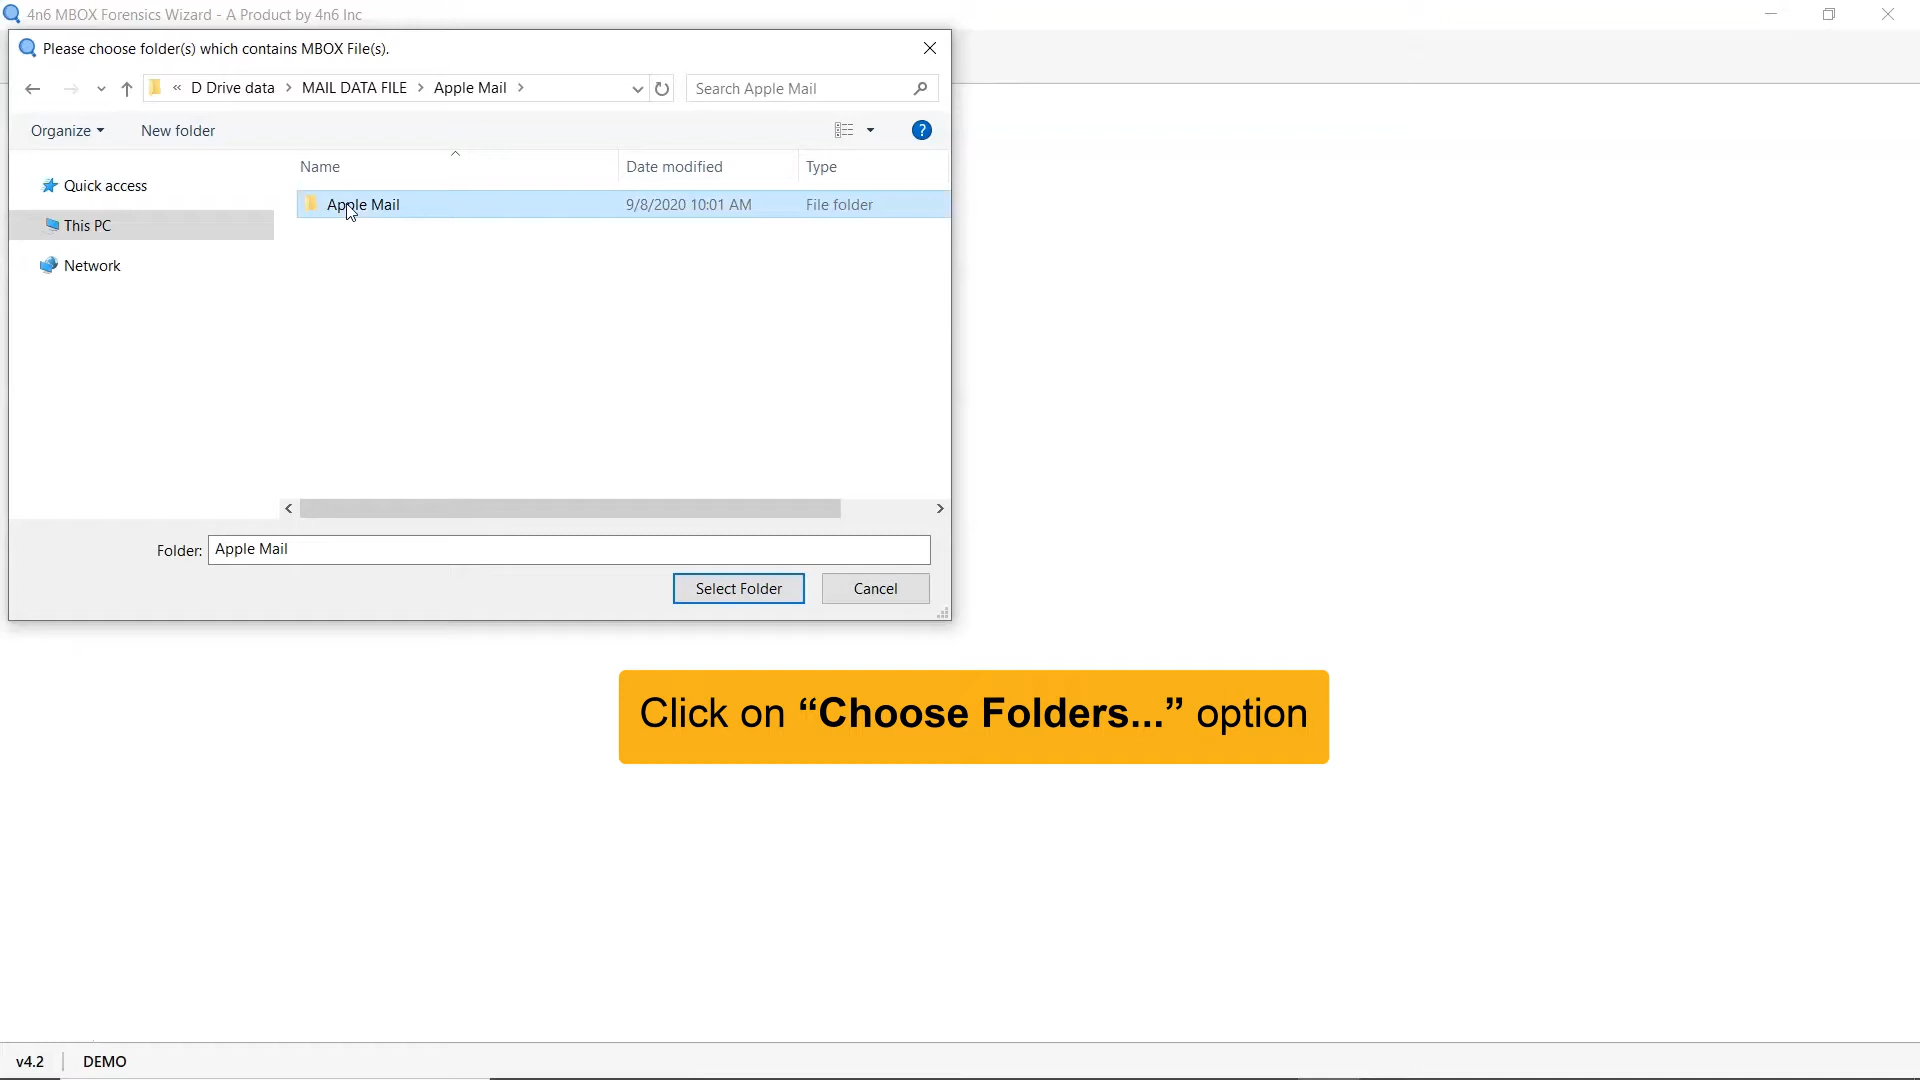 4n6 MBOX Forensics Wizard - A Product by 4n6 Inc
Please choose folder(s) which contains MBOX File(s).
« D Drive data > MAIL DATA FILE > Apple Mail >
Search Apple Mail
Organize
New folder
?
Name
Date modified
Type
Quick access
Apple Mail
9/8/2020 10:01 AM
File folder
This PC
Network
Folder:
Apple Mail
Select Folder
Cancel
Click on “Choose Folders...” option
v4.2
DEMO